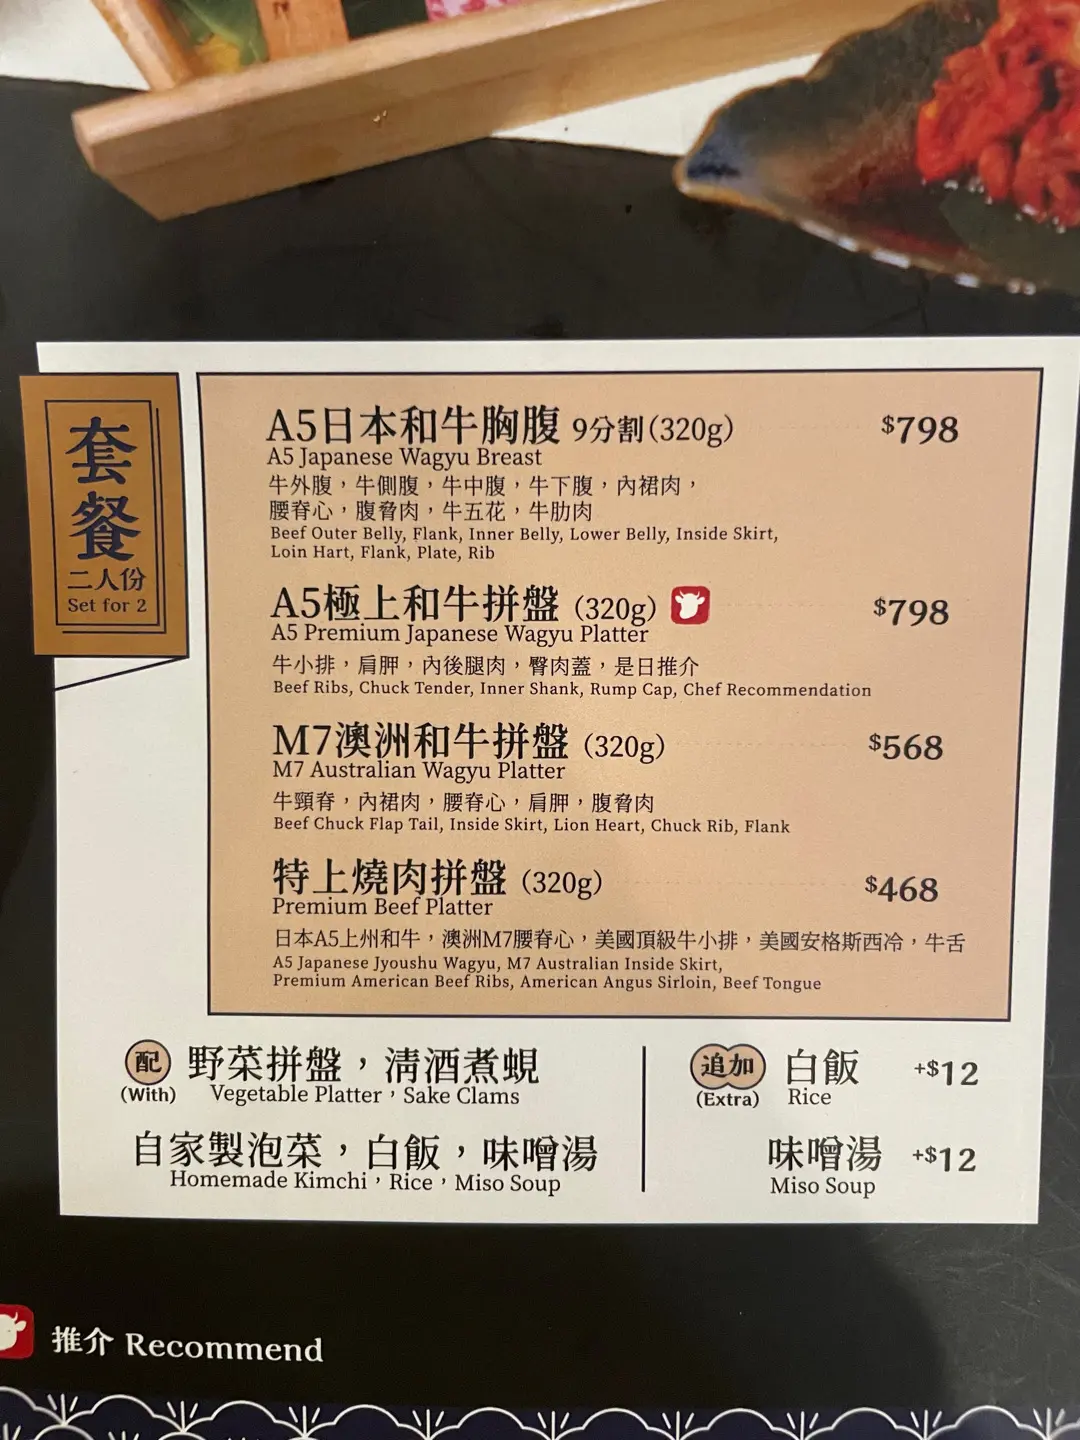 套餐
二人份
Set for 2
A5日本和牛胸腹 9分割(320g) $798
A5 Japanese Wagyu Breast
牛外腹，牛側腹，牛中腹，牛下腹，內裙肉，
腰脊心，腹脅肉，牛五花，牛肋肉
Beef Outer Belly, Flank, Inner Belly, Lower Belly, Inside Skirt,
Loin Hart, Flank, Plate, Rib
A5極上和牛拼盤 (320g) $798
A5 Premium Japanese Wagyu Platter
牛小排，肩胛，內後腿肉，臀肉蓋，是日推介
Beef Ribs, Chuck Tender, Inner Shank, Rump Cap, Chef Recommendation
M7澳洲和牛拼盤 (320g) $568
M7 Australian Wagyu Platter
牛頸脊，內裙肉，腰脊心，肩胛，腹脅肉
Beef Chuck Flap Tail, Inside Skirt, Lion Heart, Chuck Rib, Flank
特上燒肉拼盤 (320g) $468
Premium Beef Platter
日本A5上州和牛，澳洲M7腰脊心，美國頂級牛小排，美國安格斯西冷，牛舌
A5 Japanese Jyoushu Wagyu, M7 Australian Inside Skirt,
Premium American Beef Ribs, American Angus Sirloin, Beef Tongue
配 野菜拼盤，清酒煮蜆
(With) Vegetable Platter，Sake Clams
自家製泡菜，白飯，味噌湯
Homemade Kimchi，Rice，Miso Soup
追加 白飯 +$12
(Extra) Rice
味噌湯 +$12
Miso Soup
推介 Recommend